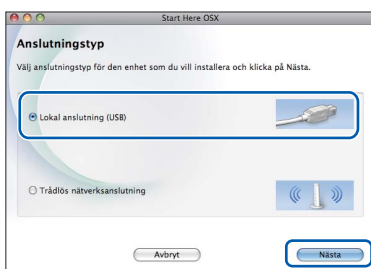 Start Here OSX
Anslutningstyp
Välj anslutningstyp för den enhet som du vill installera och klicka på Nästa.
Lokal anslutning (USB)
Trådlös nätverksanslutning
Avbryt
Nästa